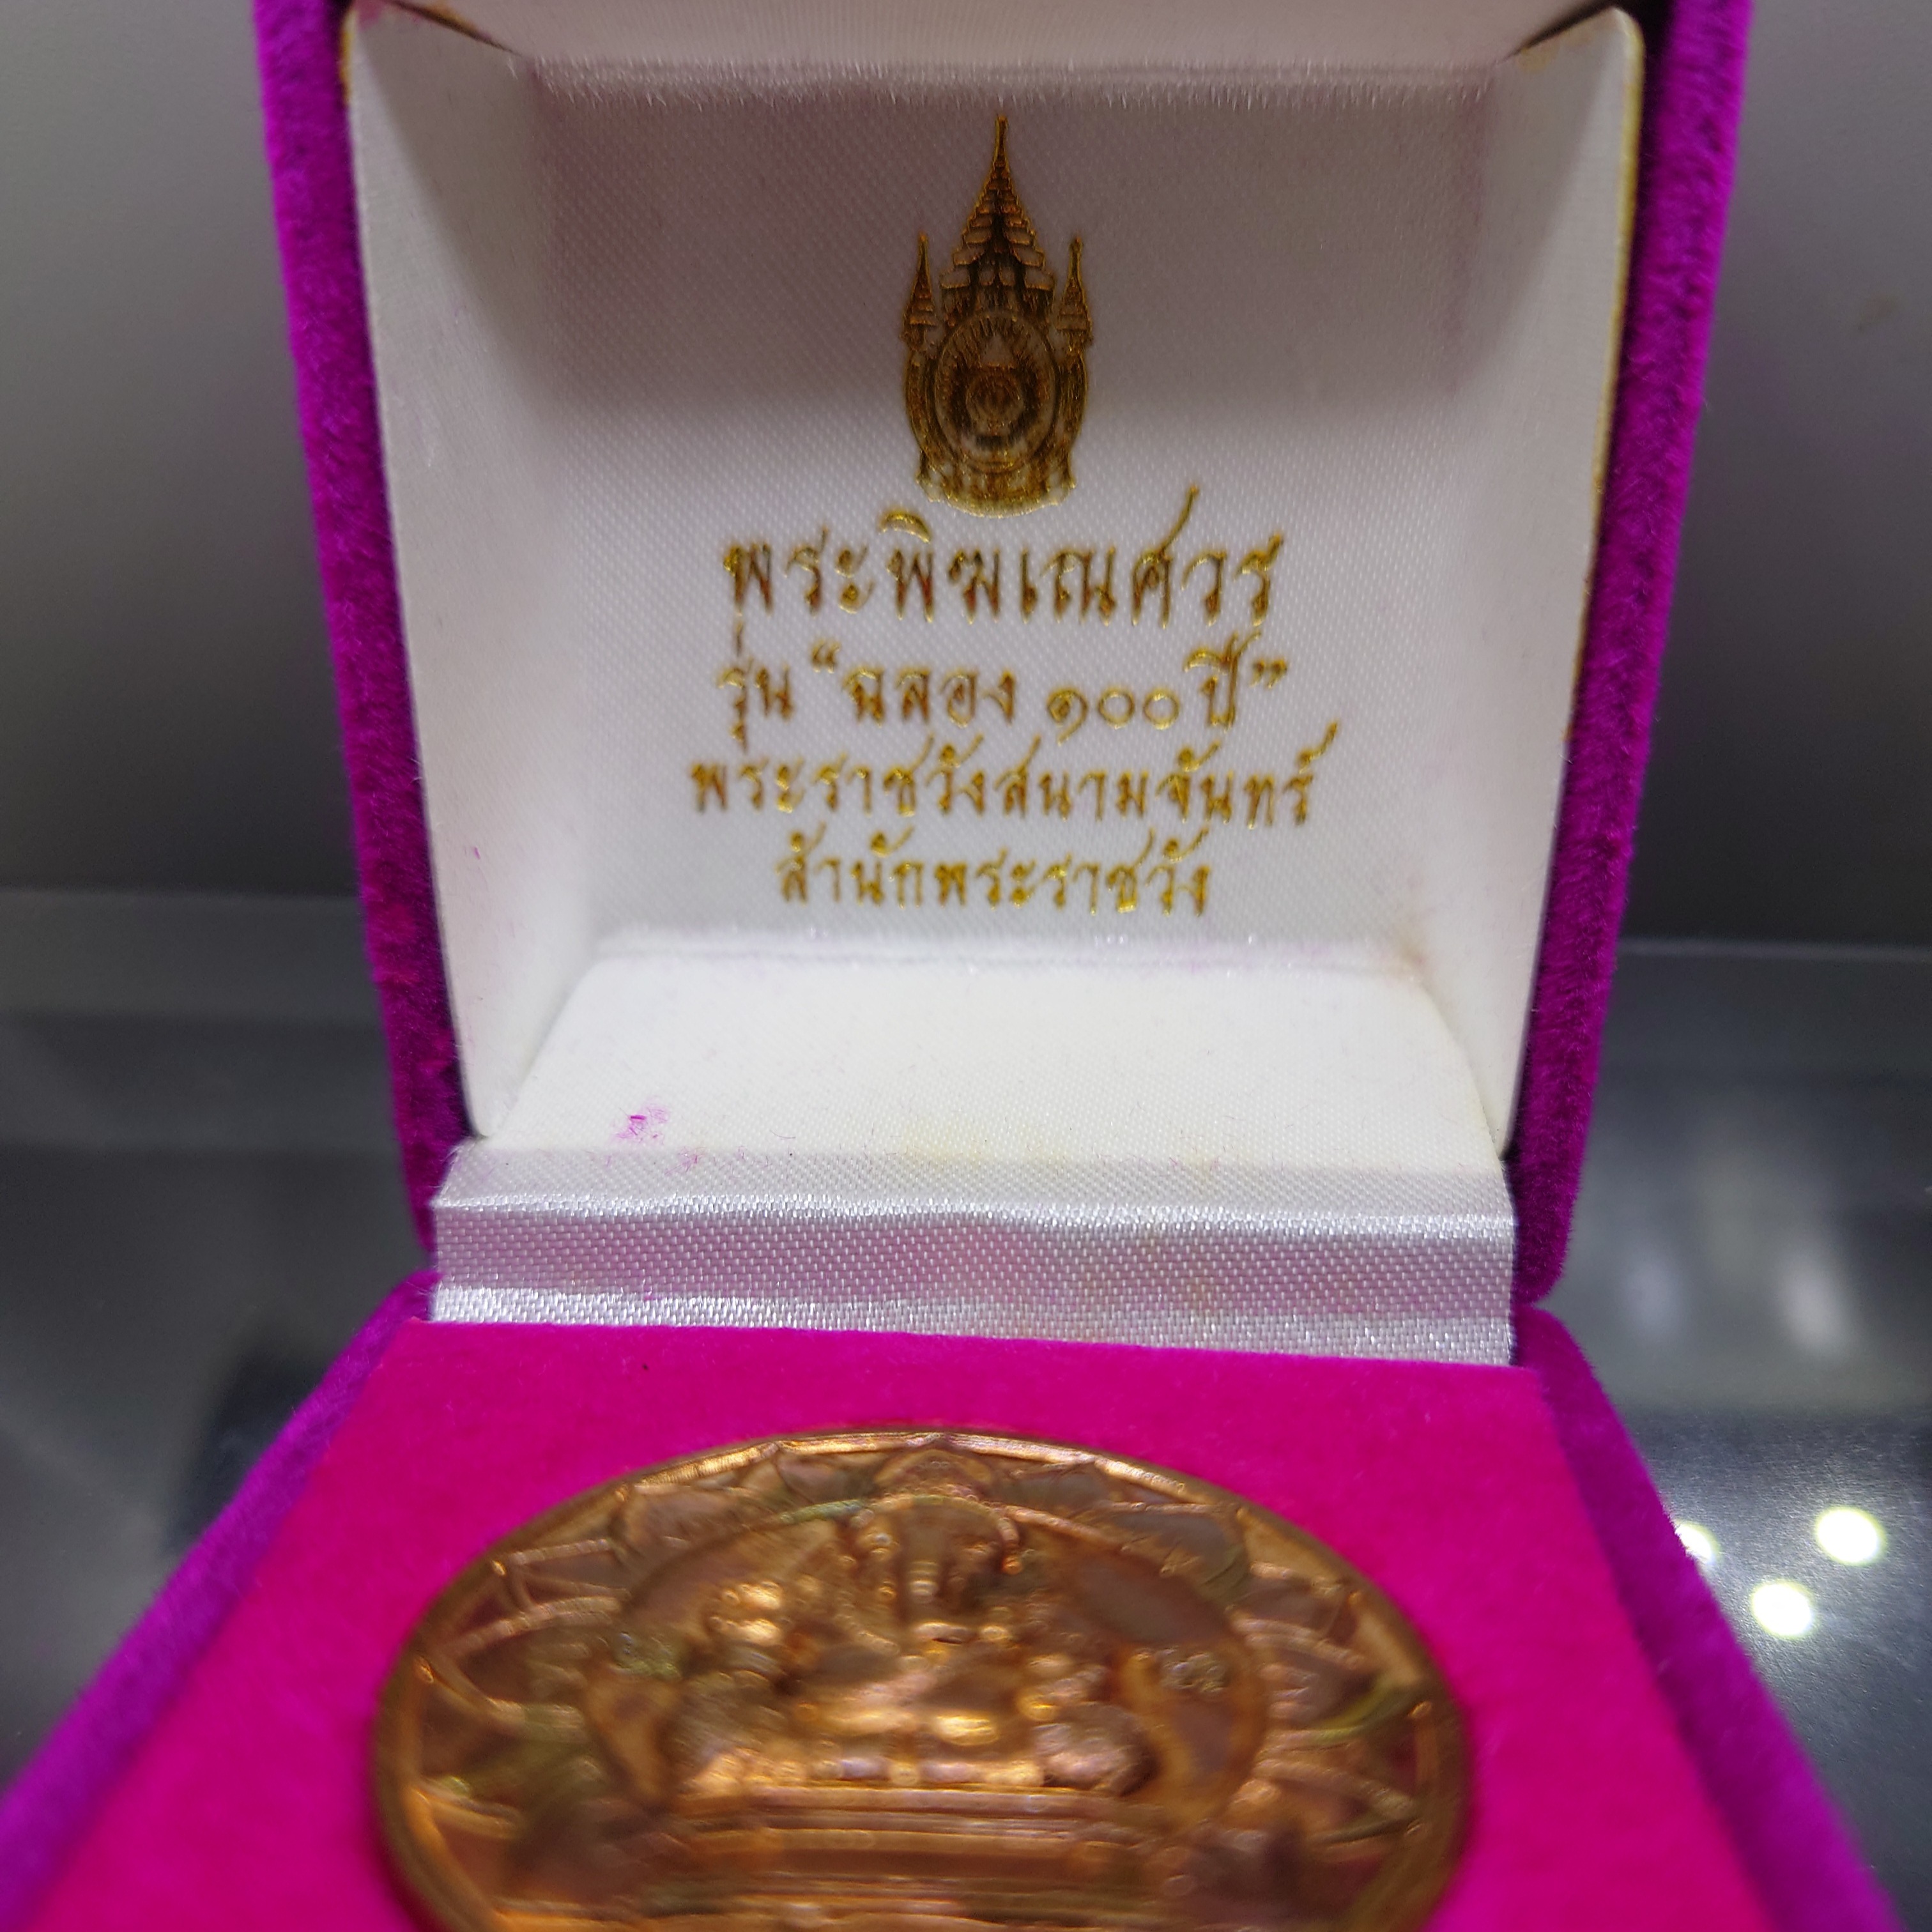 พระพิฆเณศวร
รุ่น “ฉลอง ๑๐๐ ปี”
พระราชวังสนามจันทร์
สำนักพระราชวัง